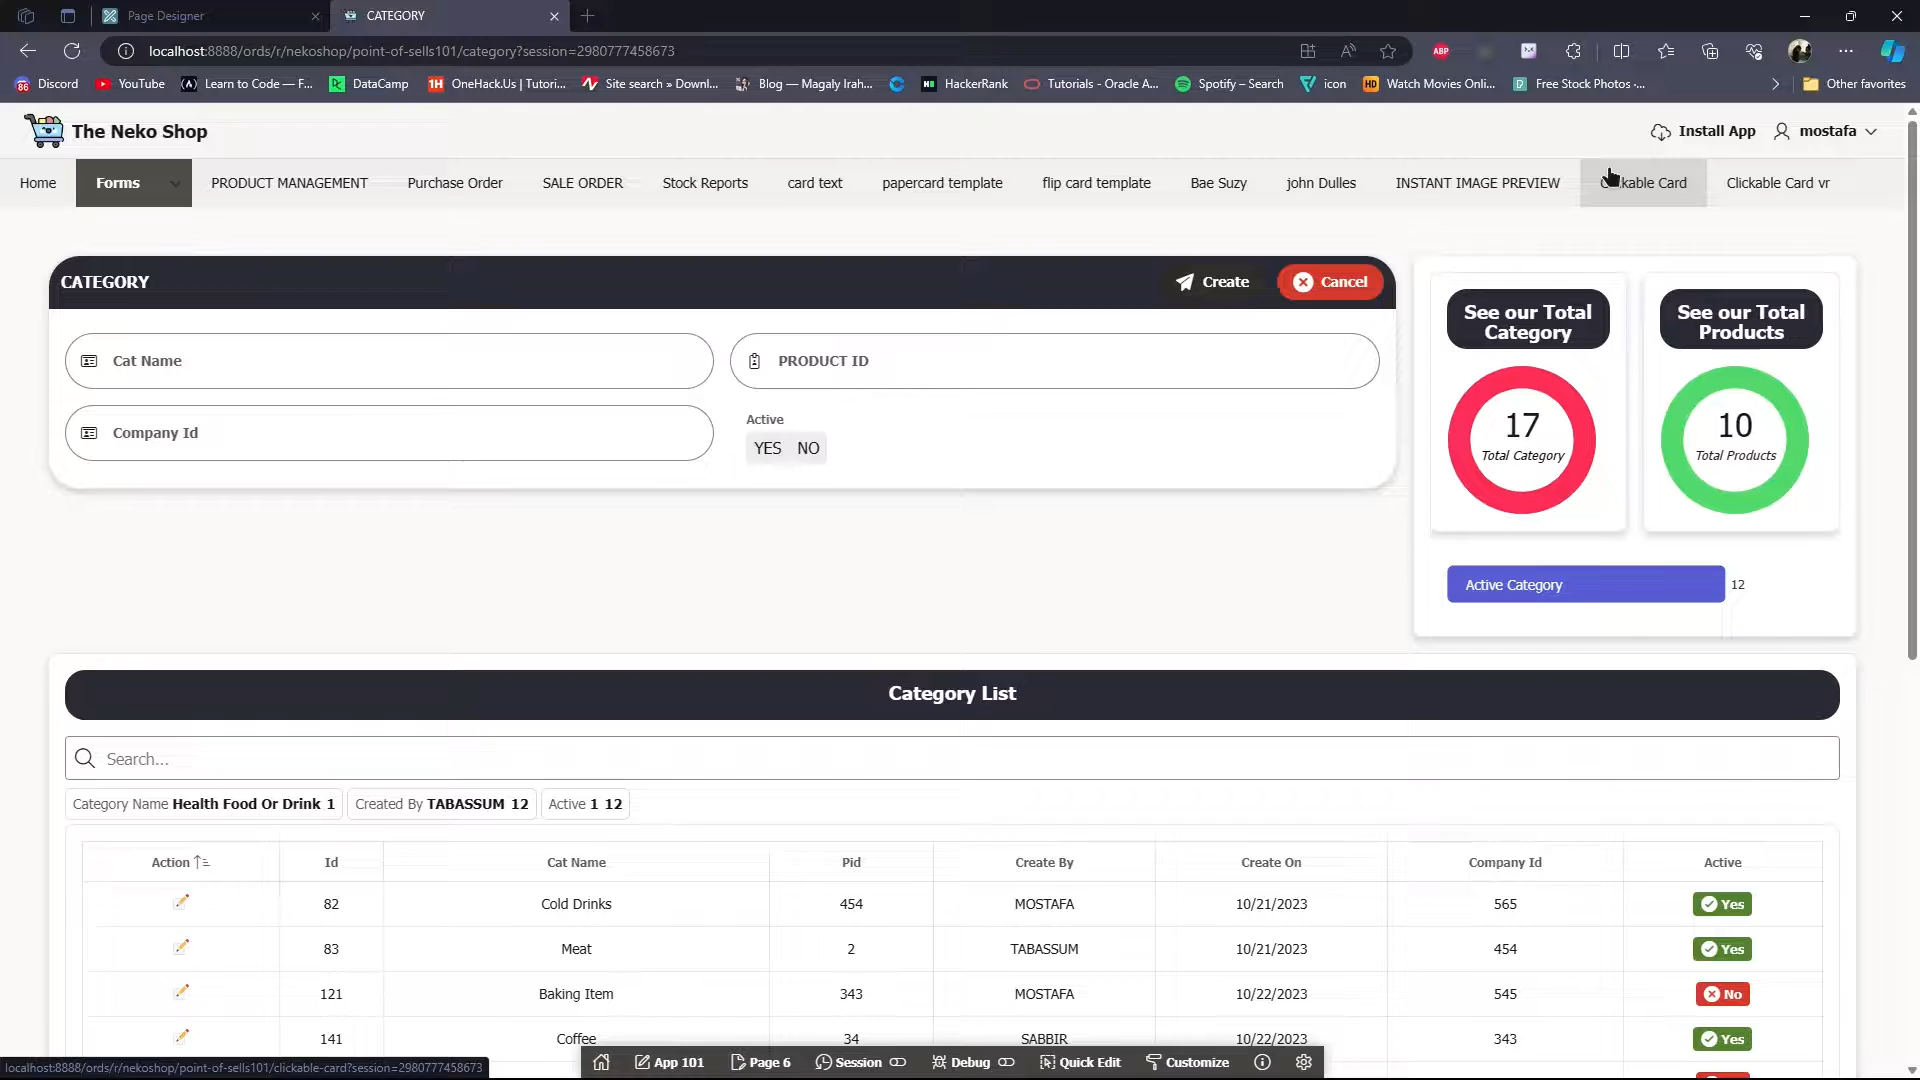 Page Designer
CATEGORY
localhost:8888/ords/r/nekoshop/point-of-sells101/category?session=2980777458673
ABP
Discord
YouTube
Learn to Code — F...
DataCamp
1H OneHack.Us | Tutori...
Site search » Downl...
Blog — Magaly Irah...
HackerRank
Tutorials - Oracle A...
Spotify – Search
icon
HD Watch Movies Onli...
Free Stock Photos ·...
Other favorites
The Neko Shop
Install App
mostafa
Home
Forms
PRODUCT MANAGEMENT
Purchase Order
SALE ORDER
Stock Reports
card text
papercard template
flip card template
Bae Suzy
john Dulles
INSTANT IMAGE PREVIEW
Card
Clickable Card vr
CATEGORY
Create
Cancel
Cat Name
PRODUCT ID
Company Id
Active
YES NO
See our Total
Category
17
Total Category
See our Total
Products
10
Total Products
Active Category
12
Category List
Search...
Category Name Health Food Or Drink 1
Created By TABASSUM 12
Active 1 12
Action Id Cat Name Pid Create By Create On Company Id Active
82 Cold Drinks 454 MOSTAFA 10/21/2023 565 Yes
83 Meat 2 TABASSUM 10/21/2023 454 Yes
121 Baking Item 343 MOSTAFA 10/22/2023 545 No
141 Coffee 34 SABBIR 10/22/2023 343 Yes
App 101
Page 6
Session
Debug
Quick Edit
Customize
localhost:8888/ords/r/nekoshop/point-of-sells101/clickable-card?session=2980777458673